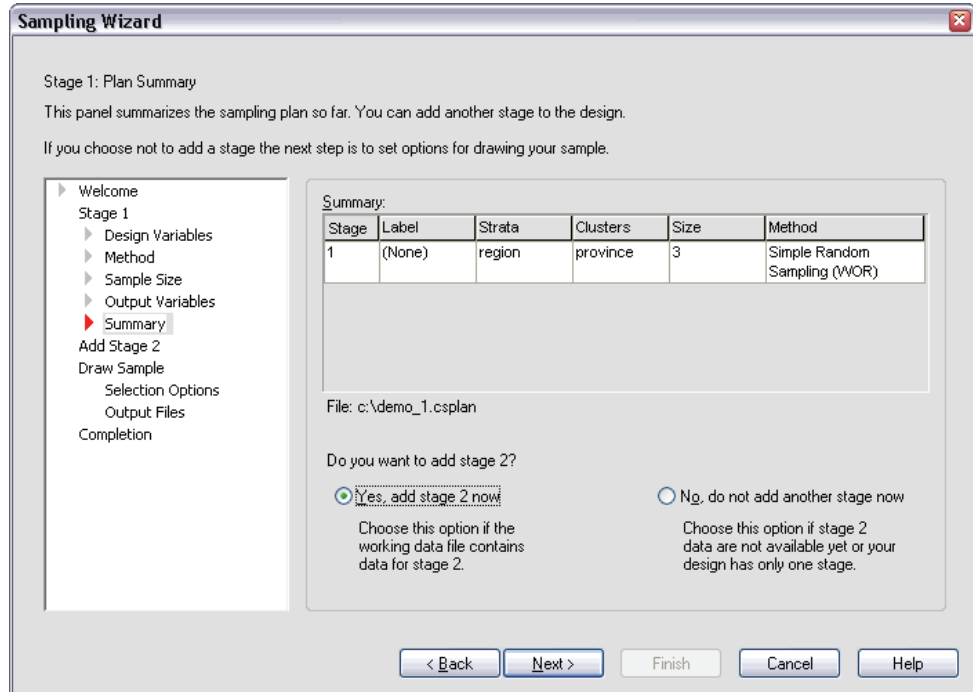 Sampling Wizard
Stage 1: Plan Summary
This panel summarizes the sampling plan so far. You can add another stage to the design.
If you choose not to add a stage the next step is to set options for drawing your sample.
Welcome
Stage 1
Design Variables
Method
Sample Size
Output Variables
Summary
Add Stage 2
Draw Sample
Selection Options
Output Files
Completion
Summary:
Stage Label Strata Clusters Size Method
1 (None) region province 3 Simple Random
Sampling (WOR)
File: c:\demo_1.csplan
Do you want to add stage 2?
Yes, add stage 2 now
Choose this option if the
working data file contains
data for stage 2.
No, do not add another stage now
Choose this option if stage 2
data are not available yet or your
design has only one stage.
< Back Next > Finish Cancel Help